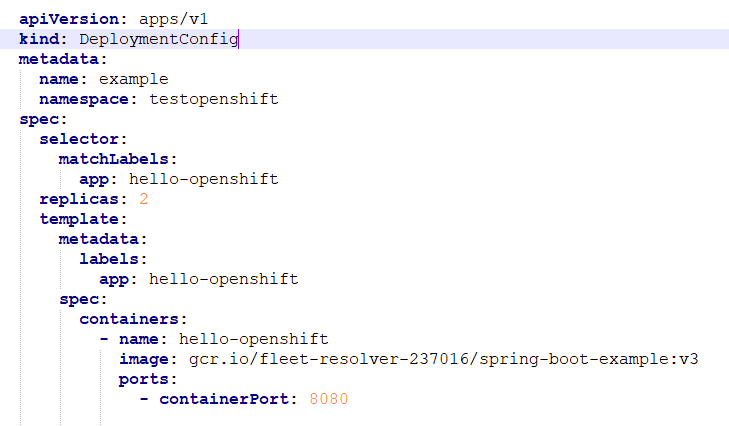 apiVersion: apps/v1
kind: DeploymentConfig
metadata:
  name: example
  namespace: testopenshift
spec:
  selector:
    matchLabels:
      app: hello-openshift
  replicas: 2
  template:
    metadata:
      labels:
        app: hello-openshift
    spec:
      containers:
        - name: hello-openshift
          image: gcr.io/fleet-resolver-237016/spring-boot-example:v3
          ports:
            - containerPort: 8080